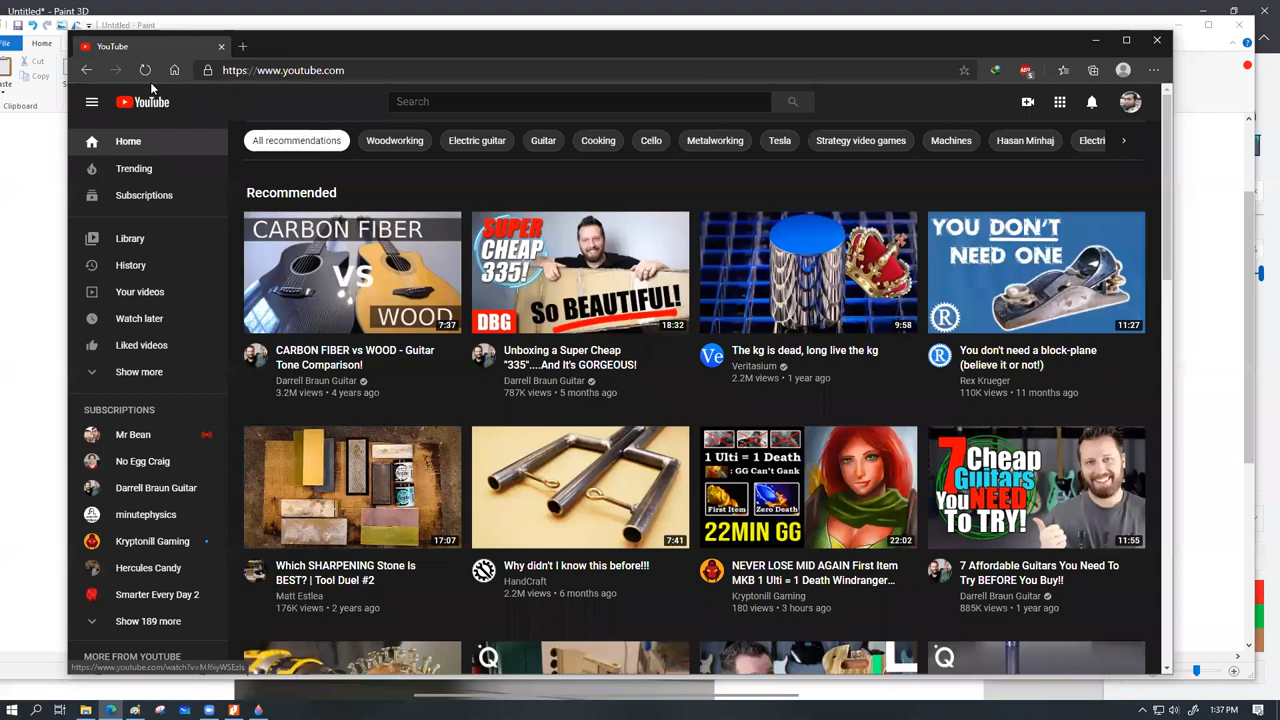 Untitled* - Paint 3D
Untitled - Paint
File
Home
Cut
Copy
Clipboard
YouTube
https://www.youtube.com
YouTube
Search
Home
Trending
Subscriptions
Library
History
Your videos
Watch later
Liked videos
Show more
SUBSCRIPTIONS
Mr Bean
No Egg Craig
Darrell Braun Guitar
minutephysics
Kryptonill Gaming
Hercules Candy
Smarter Every Day 2
Show 189 more
MORE FROM YOUTUBE
All recommendations
Woodworking
Electric guitar
Guitar
Cooking
Cello
Metalworking
Tesla
Strategy video games
Machines
Hasan Minhaj
Electri
Recommended
CARBON FIBER
VS
WOOD
7:37
CARBON FIBER vs WOOD - Guitar
Tone Comparison!
Darrell Braun Guitar
3.2M views • 4 years ago
SUPER
CHEAP
335!
SO BEAUTIFUL!
DBG
18:32
Unboxing a Super Cheap
"335"....And It's GORGEOUS!
Darrell Braun Guitar
787K views • 5 months ago
9:58
Ve
The kg is dead, long live the kg
Veritasium
2.2M views • 1 year ago
YOU DON'T
NEED ONE
R
11:27
R
You don't need a block-plane
(believe it or not!)
Rex Krueger
110K views • 11 months ago
17:07
Which SHARPENING Stone Is
BEST? | Tool Duel #2
Matt Estlea
176K views • 2 years ago
7:41
Why didn't I know this before!!!
HandCraft
2.2M views • 6 months ago
1 Ulti = 1 Death
: GG Can't Gank
First Item
Zero Death
22MIN GG
22:02
NEVER LOSE MID AGAIN First Item
MKB 1 Ulti = 1 Death Windranger...
Kryptonill Gaming
180 views • 3 hours ago
7 Cheap
Guitars
You NEED
To TRY!
11:55
7 Affordable Guitars You Need To
Try BEFORE You Buy!!
Darrell Braun Guitar
885K views • 1 year ago
1:37 PM